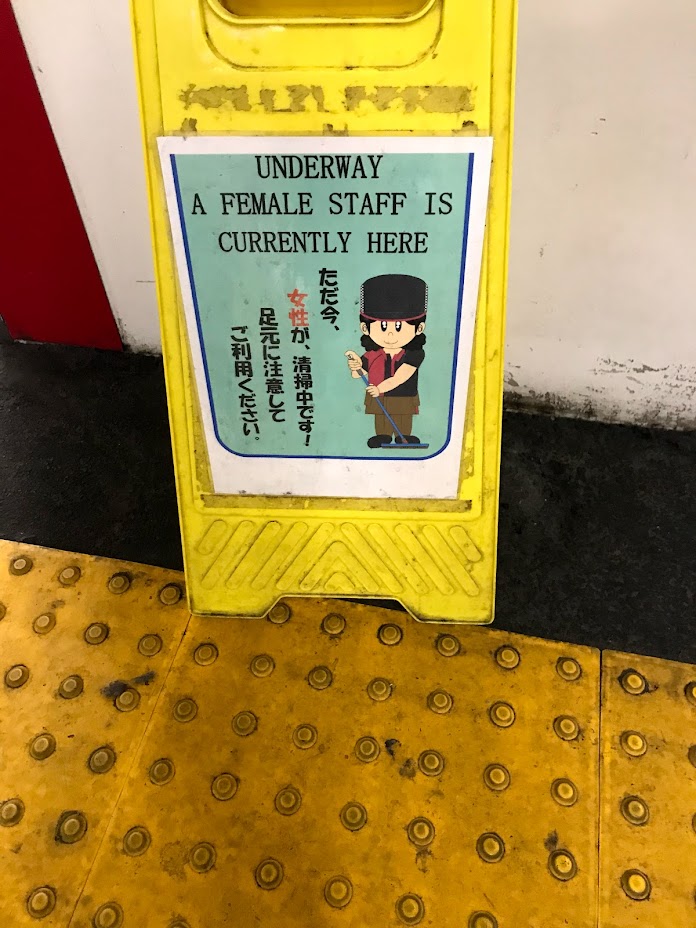 UNDERWAY
A FEMALE STAFF IS
CURRENTLY HERE
ただ今、
女性が、清掃中です!
足元に注意して
ご利用ください。